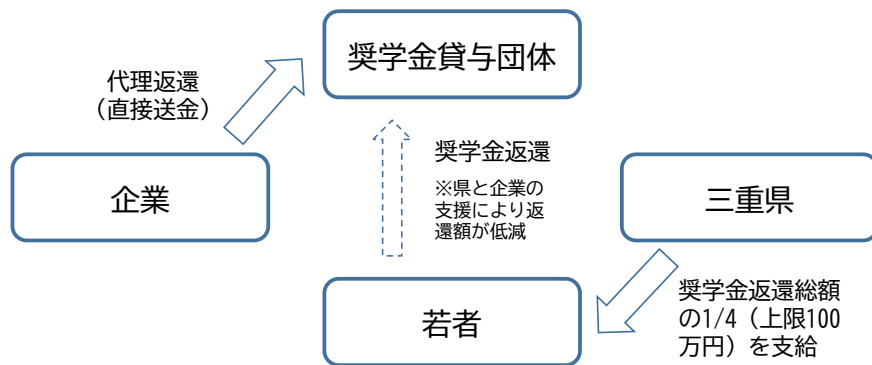 奨学金貸与団体
代理返還
（直接送金）
企業
奨学金返還
※県と企業の
支援により返
還額が低減
三重県
若者
奨学金返還総額
の1/4（上限100
万円）を支給